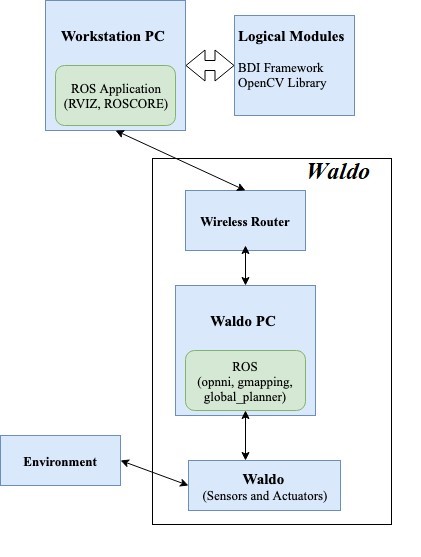 Workstation PC
ROS Application
(RVIZ, ROSCORE)
Logical Modules
BDI Framework
OpenCV Library
Waldo
Wireless Router
Waldo PC
ROS
(opnni, gmapping,
global_planner)
Environment
Waldo
(Sensors and Actuators)